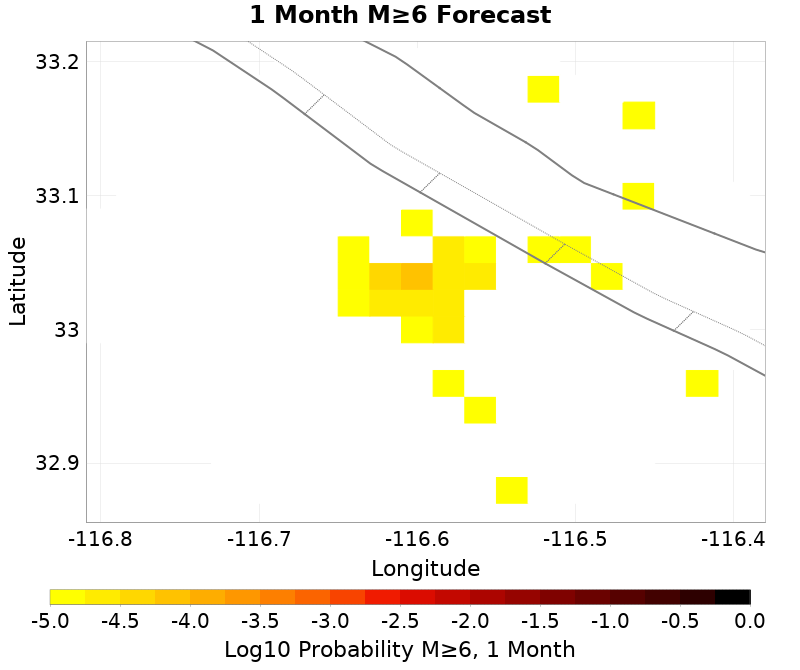 1 Month M≥6 Forecast
33.2
33.1
33
32.9
Latitude
-116.8 -116.7 -116.6 -116.5 -116.4
Longitude
-5.0 -4.5 -4.0 -3.5 -3.0 -2.5 -2.0 -1.5 -1.0 -0.5 0.0
Log10 Probability M≥6, 1 Month